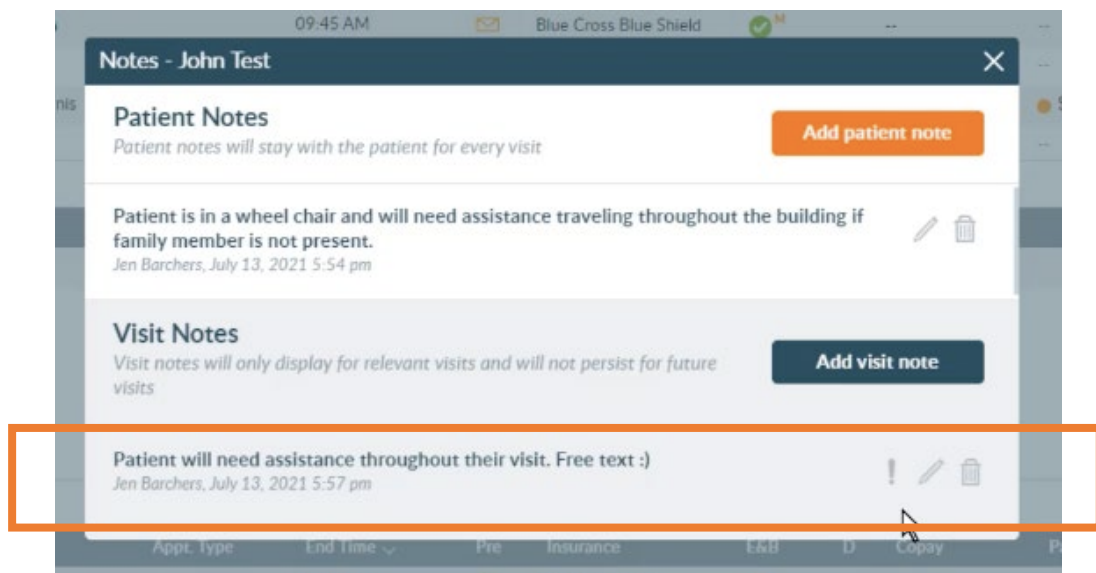 09:45 AM Blue Cross Blue Shield M --
Notes - John Test
nis
Patient Notes
Patient notes will stay with the patient for every visit
Add patient note
Patient is in a wheel chair and will need assistance traveling throughout the building if
family member is not present.
Jen Barchers, July 13, 2021 5:54 pm
Visit Notes
Visit notes will only display for relevant visits and will not persist for future
visits
Add visit note
Patient will need assistance throughout their visit. Free text :)
Jen Barchers, July 13, 2021 5:57 pm
Appt. Type End Time Pre Insurance E&B D Copay